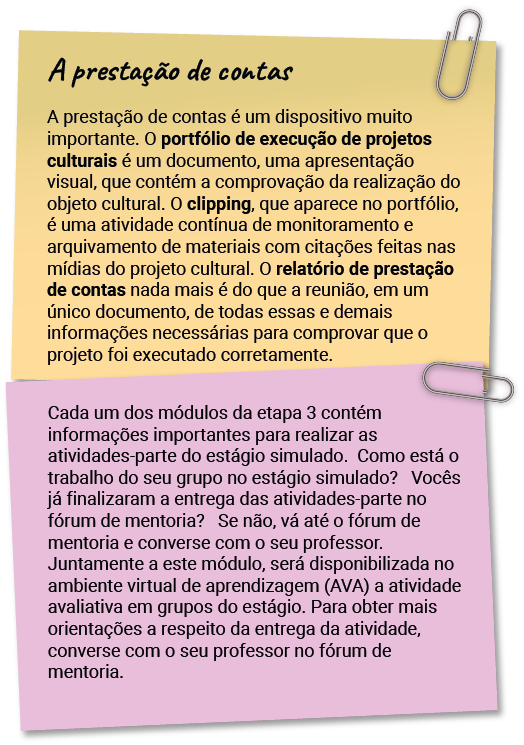 A prestação de contas
A prestação de contas é um dispositivo muito
importante. O portfólio de execução de projetos
culturais é um documento, uma apresentação
visual, que contém a comprovação da realização do
objeto cultural. O clipping, que aparece no portfólio,
é uma atividade contínua de monitoramento e
arquivamento de materiais com citações feitas nas
mídias do projeto cultural. O relatório de prestação
de contas nada mais é do que a reunião, em um
único documento, de todas essas e demais
informações necessárias para comprovar que o
projeto foi executado corretamente.
Cada um dos módulos da etapa 3 contém
informações importantes para realizar as
atividades-parte do estágio simulado.  Como está o
trabalho do seu grupo no estágio simulado?   Vocês
já finalizaram a entrega das atividades-parte no
fórum de mentoria?   Se não, vá até o fórum de
mentoria e converse com o seu professor.
Juntamente a este módulo, será disponibilizada no
ambiente virtual de aprendizagem (AVA) a atividade
avaliativa em grupos do estágio. Para obter mais
orientações a respeito da entrega da atividade,
converse com o seu professor no fórum de
mentoria.